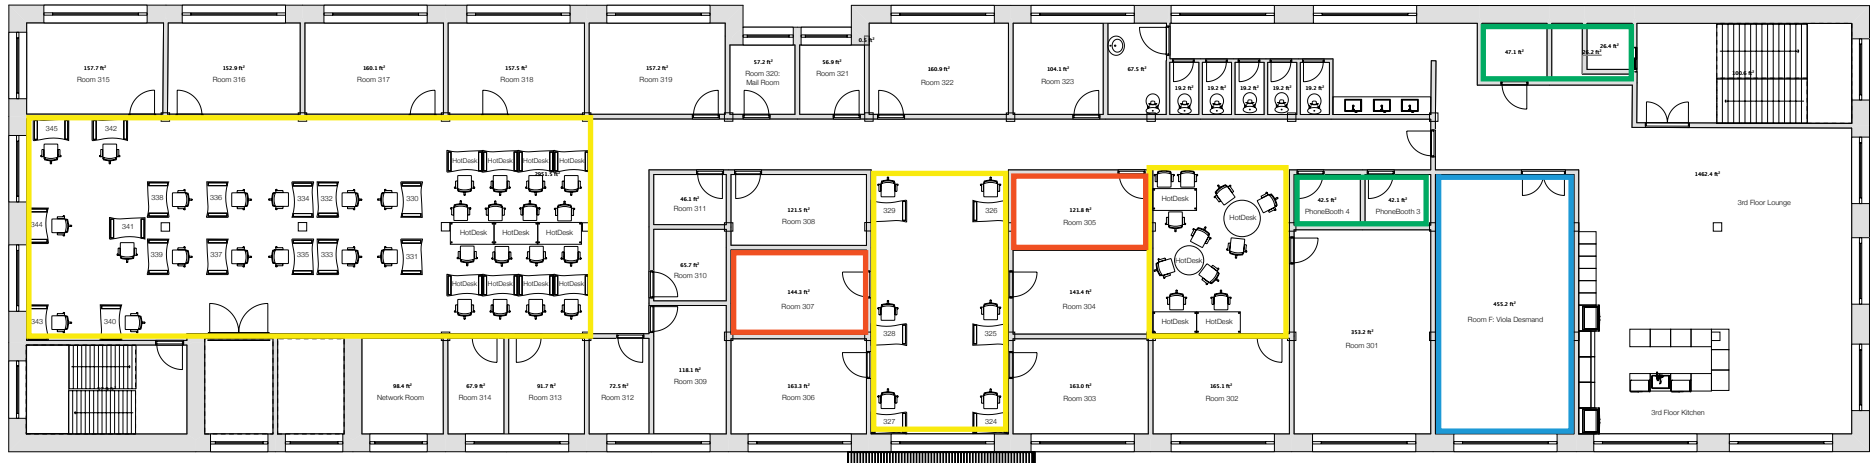 157.7 ft²
Room 315
152.9 ft²
Room 316
160.1 ft²
Room 317
157.5 ft²
Room 318
157.2 ft²
Room 319
57.2 ft²
Room 320:
Mail Room
56.9 ft²
Room 321
0.5 ft²
160.9 ft²
Room 322
104.1 ft²
Room 323
67.5 ft²
19.2 ft²
19.2 ft²
19.2 ft²
19.2 ft²
19.2 ft²
47.1 ft²
26.2 ft²
26.4 ft²
345
342
338
336
334
332
330
344
341
339
337
335
333
331
343
340
HotDesk
HotDesk
HotDesk
HotDesk
2951.5 ft²
HotDesk
HotDesk
HotDesk
HotDesk
HotDesk
HotDesk
HotDesk
46.1 ft²
Room 311
65.7 ft²
Room 310
118.1 ft²
Room 309
121.5 ft²
Room 308
144.3 ft²
Room 307
163.3 ft²
Room 306
329
326
328
325
327
324
121.8 ft²
Room 305
143.4 ft²
Room 304
163.0 ft²
Room 303
HotDesk
HotDesk
HotDesk
HotDesk
HotDesk
165.1 ft²
Room 302
42.5 ft²
PhoneBooth 4
42.1 ft²
PhoneBooth 3
353.2 ft²
Room 301
455.2 ft²
Room F: Viola Desmand
1462.4 ft²
3rd Floor Lounge
3rd Floor Kitchen
98.4 ft²
Network Room
67.9 ft²
Room 314
91.7 ft²
Room 313
72.5 ft²
Room 312